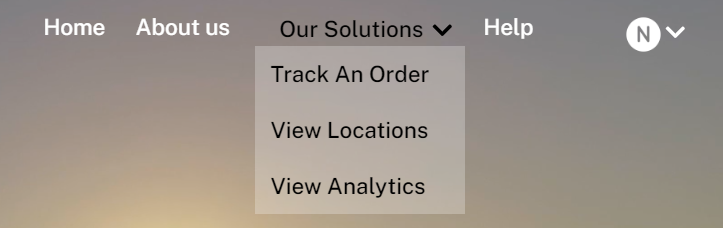 Home About us Our Solutions Help N
Track An Order
View Locations
View Analytics